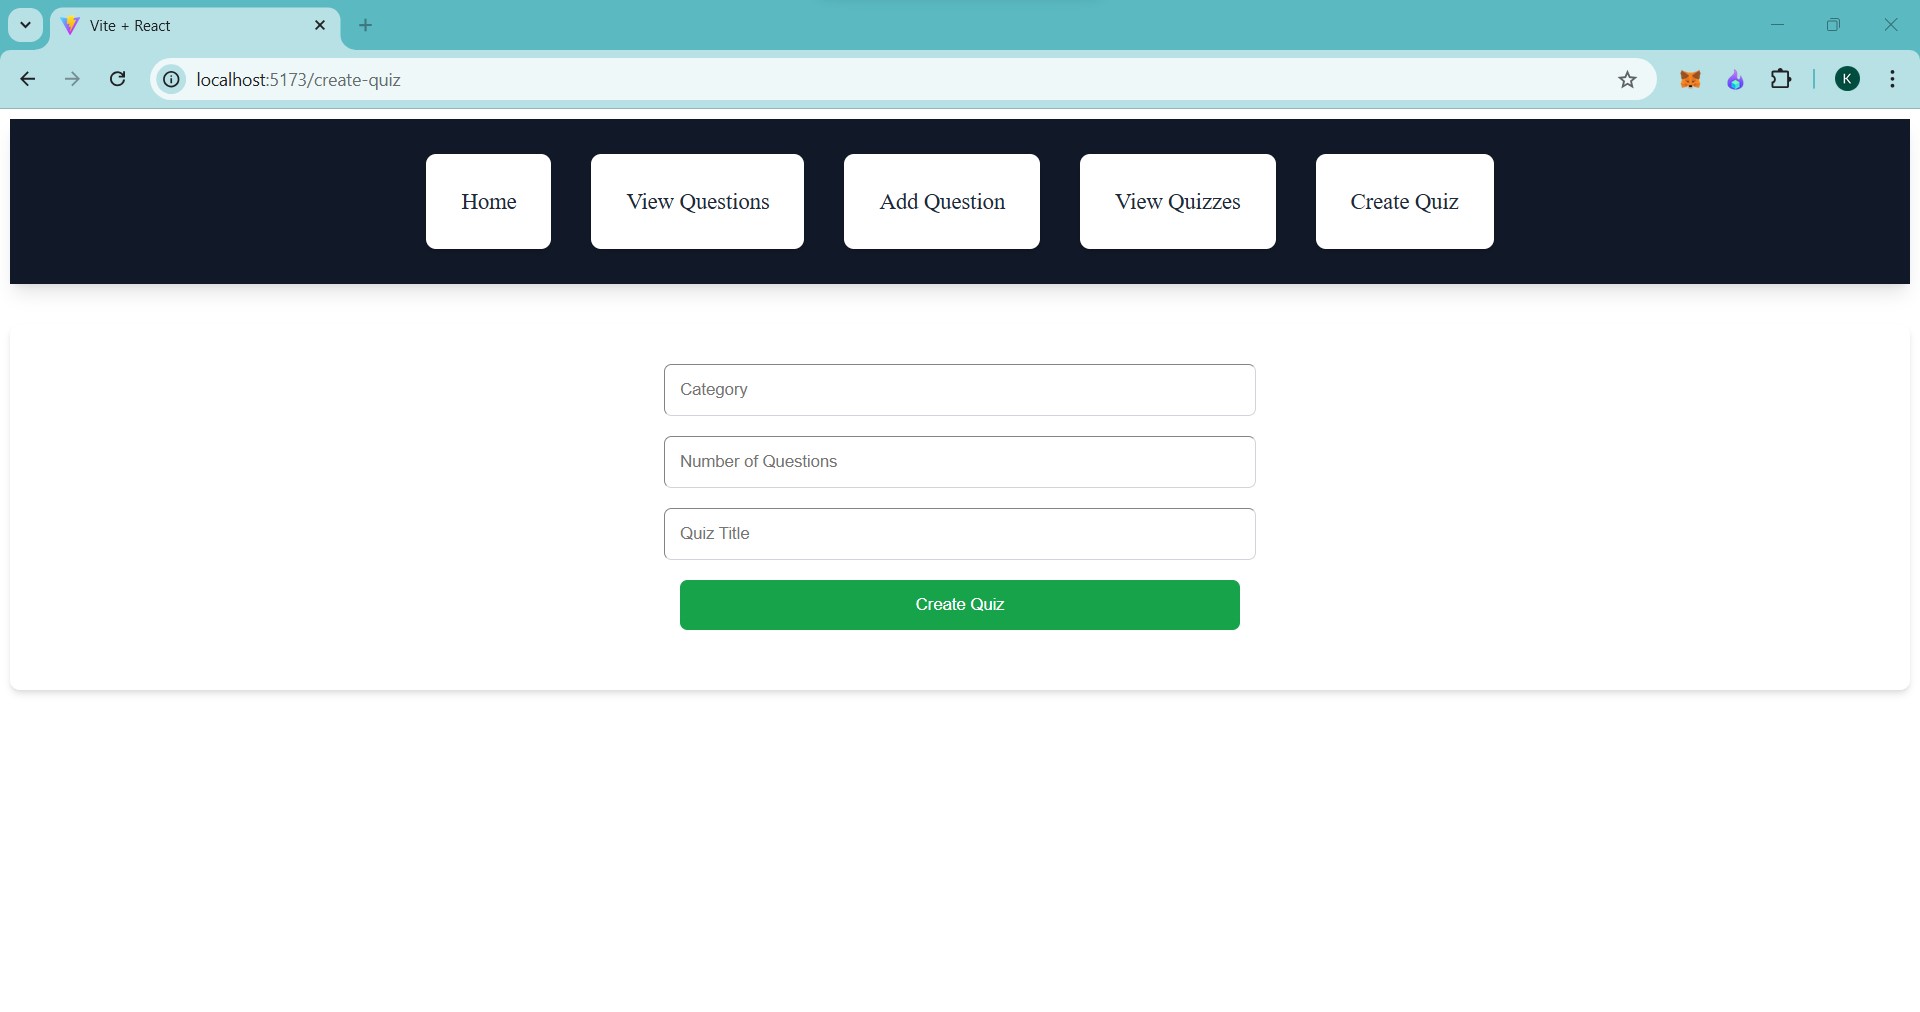 Vite + React
localhost:5173/create-quiz
K
Home View Questions Add Question View Quizzes Create Quiz
Category
Number of Questions
Quiz Title
Create Quiz